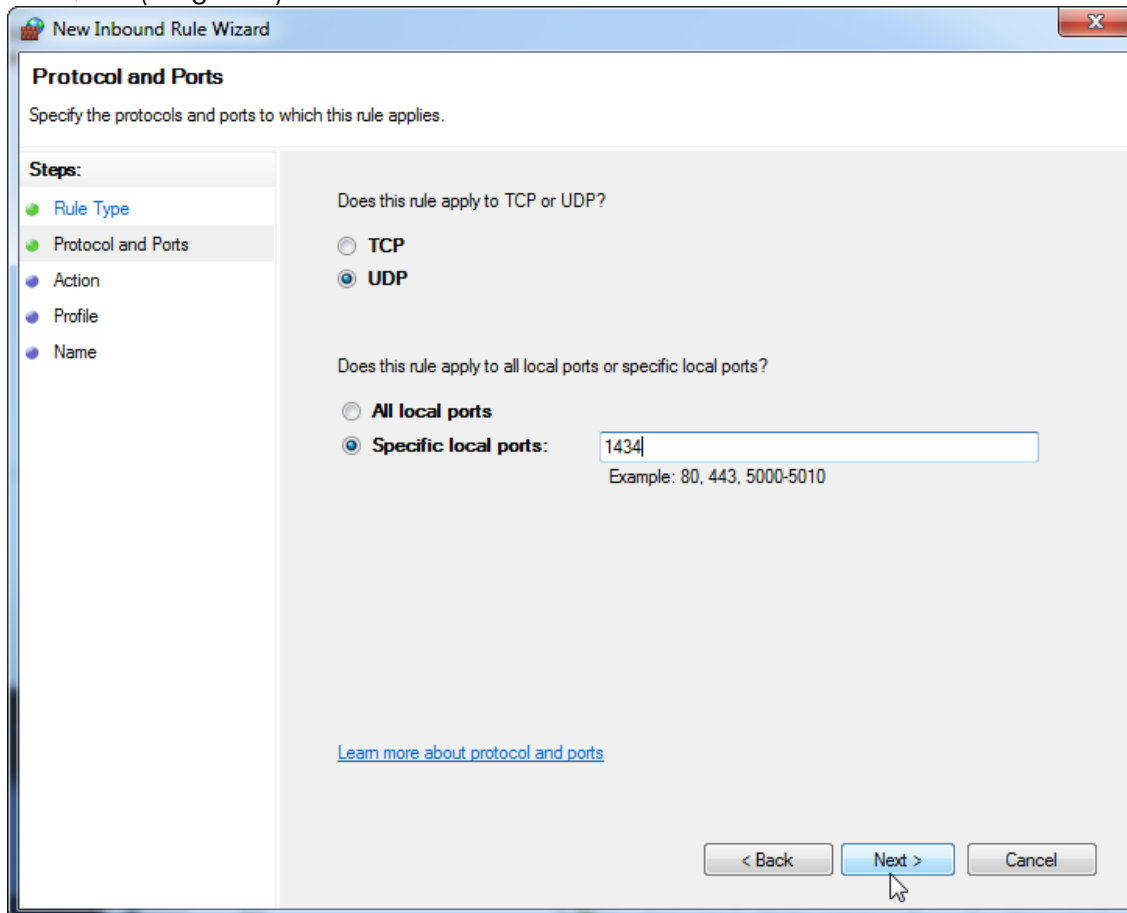 New Inbound Rule Wizard
Protocol and Ports
Specify the protocols and ports to which this rule applies.
Steps:
Rule Type
Protocol and Ports
Action
Profile
Name
Does this rule apply to TCP or UDP?
TCP
UDP
Does this rule apply to all local ports or specific local ports?
All local ports
Specific local ports: 1434
Example: 80, 443, 5000-5010
Learn more about protocol and ports
< Back Next > Cancel